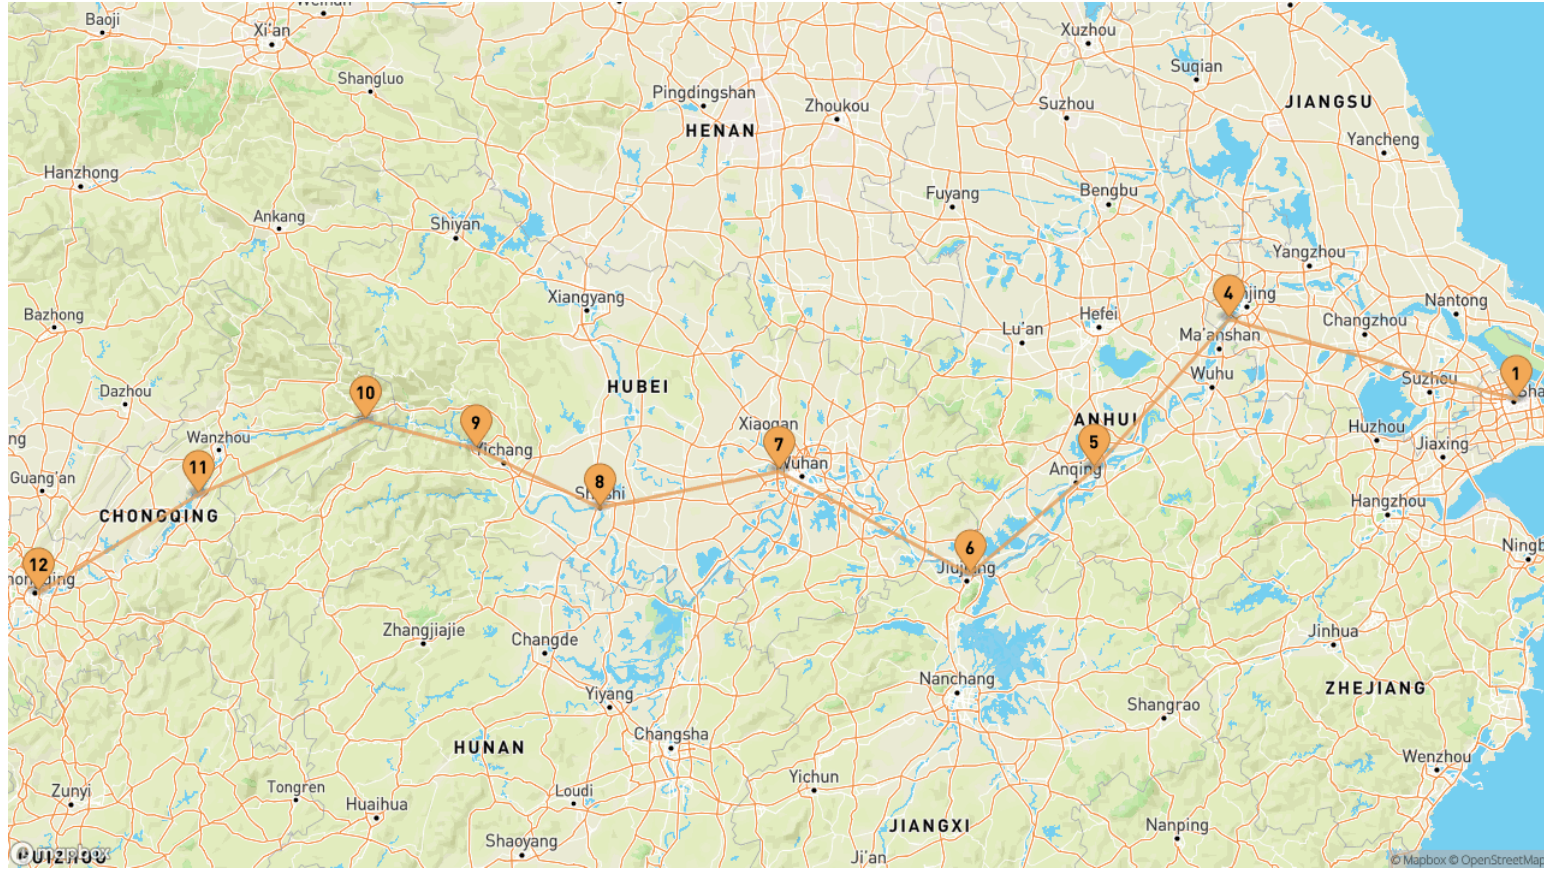 Baoji
Xi'an
Shangluo
Pingdingshan
Zhoukou
HENAN
Xuzhou
Suqian
Suzhou
JIANGSU
Yancheng
Hanzhong
Ankang
Shiyan
Fuyang
Bengbu
Yangzhou
Xiangyang
Bazhong
Lu'an
Hefei
4
jing
Ma'anshan
Changzhou
Nantong
Dazhou
10
HUBEI
Wuhu
Suzhou
1
Sha
Wanzhou
9
Yichang
Xiaogan
7
Wuhan
ANHUI
5
Anqing
Huzhou
Jiaxing
ng
Guang'an
11
8
CHONGQING
Hangzhou
12
6
Jiujiang
Ningb
Zhangjiajie
Changde
Jinhua
Yiyang
Nanchang
ZHEJIANG
Shangrao
Changsha
HUNAN
Wenzhou
Zunyi
Tongren
Huaihua
Loudi
Yichun
JIANGXI
Nanping
Shaoyang
Ji'an
© Mapbox © OpenStreetMap